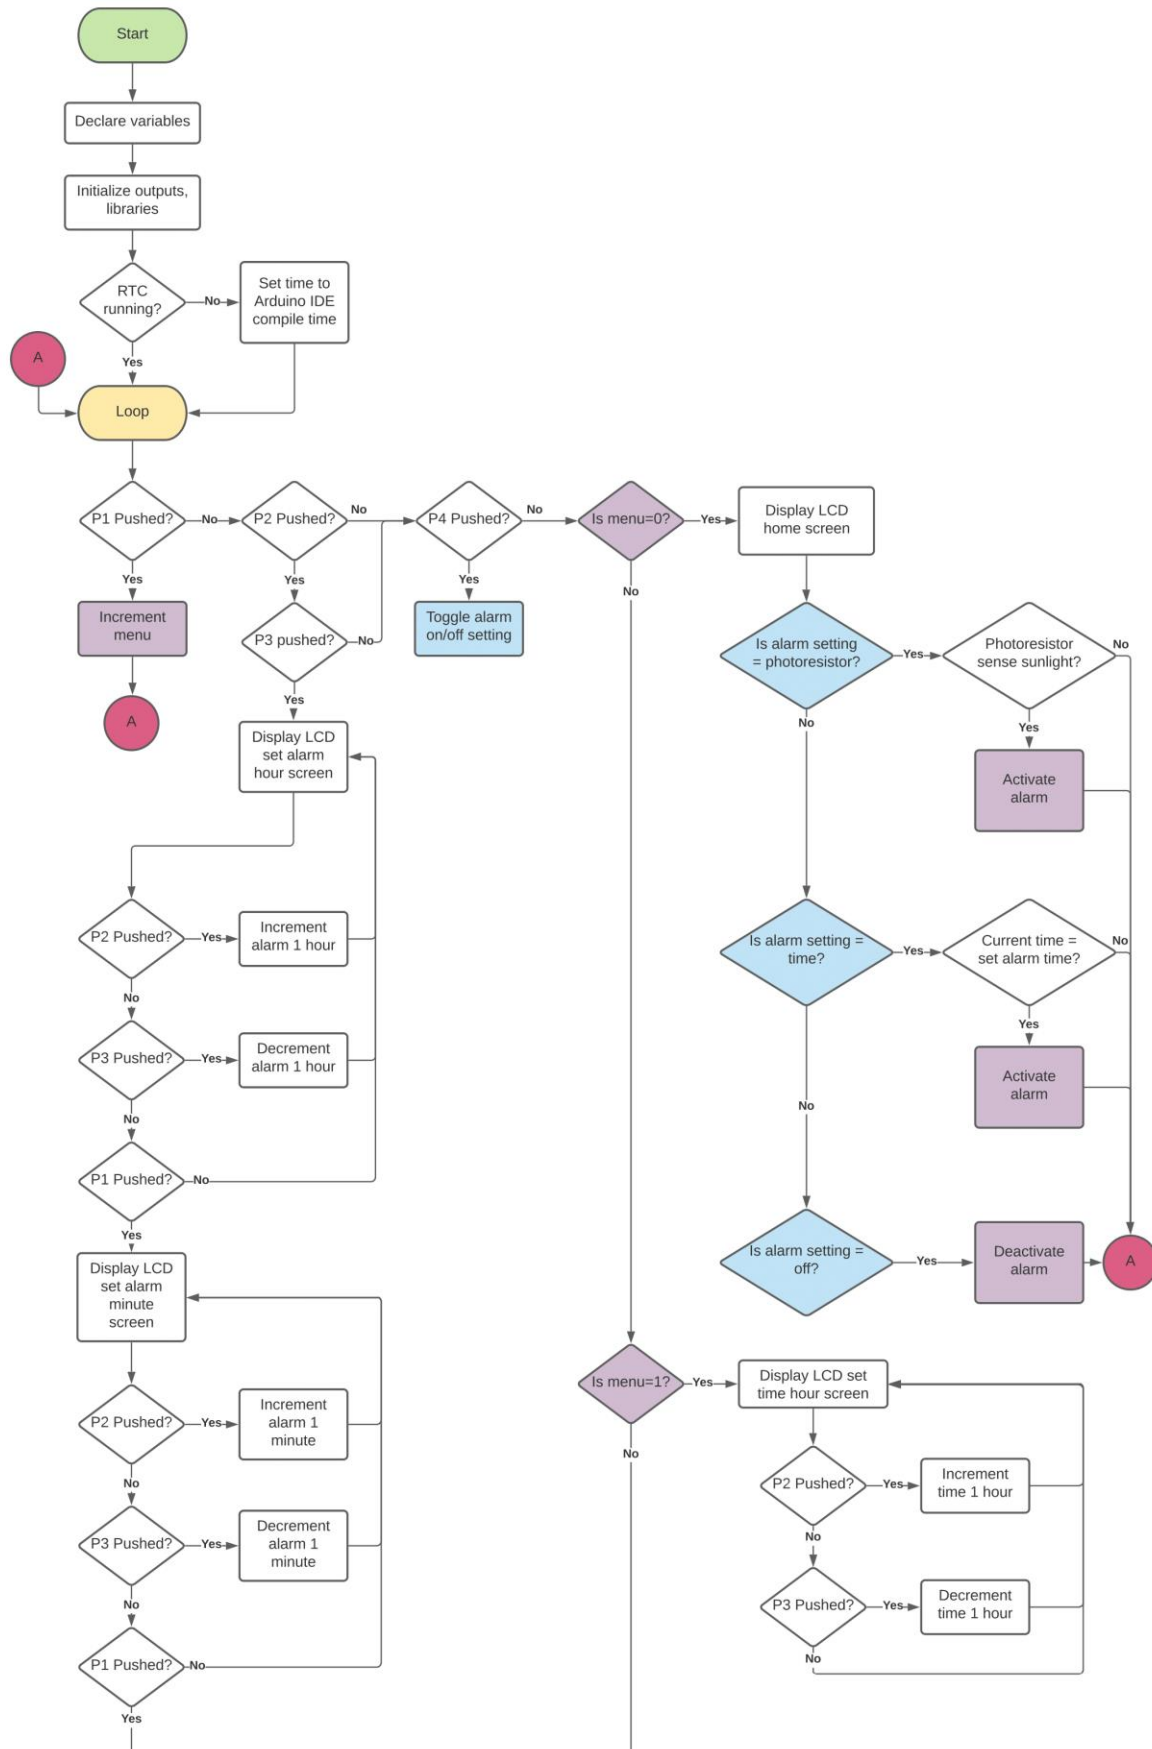 Start
Declare variables
Initialize outputs,
libraries
RTC
running?
No
Set time to
Arduino IDE
compile time
Yes
A
Loop
P1 Pushed?
No
P2 Pushed?
No
P4 Pushed?
No
Is menu=0?
Yes
Display LCD
home screen
Yes
Increment
menu
A
Yes
P3 pushed?
No
Yes
Toggle alarm
on/off setting
No
Is alarm setting
= photoresistor?
Yes
Photoresistor
sense sunlight?
No
Yes
Activate
alarm
No
Yes
Display LCD
set alarm
hour screen
P2 Pushed?
Yes
Increment
alarm 1 hour
No
P3 Pushed?
Yes
Decrement
alarm 1 hour
No
P1 Pushed?
No
Yes
Is alarm setting =
time?
Yes
Current time =
set alarm time?
No
Yes
Activate
alarm
No
Is alarm setting =
off?
Yes
Deactivate
alarm
A
Display LCD
set alarm
minute
screen
P2 Pushed?
Yes
Increment
alarm 1
minute
No
P3 Pushed?
Yes
Decrement
alarm 1
minute
No
P1 Pushed?
No
Yes
Is menu=1?
Yes
Display LCD set
time hour screen
No
P2 Pushed?
Yes
Increment
time 1 hour
No
P3 Pushed?
Yes
Decrement
time 1 hour
No